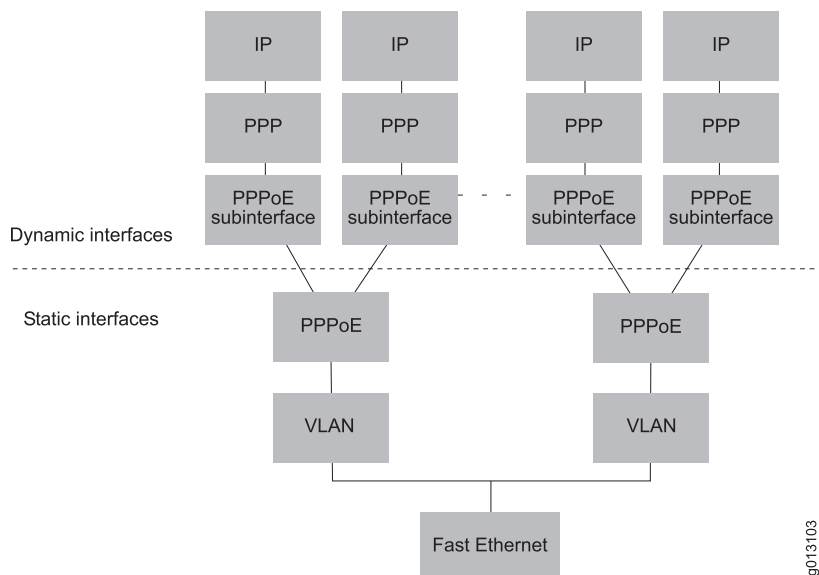 IP
IP
IP
IP
PPP
PPP
PPP
PPP
PPPoE
subinterface
PPPoE
subinterface
PPPoE
subinterface
PPPoE
subinterface
Dynamic interfaces
Static interfaces
PPPoE
PPPoE
VLAN
VLAN
Fast Ethernet
g013103